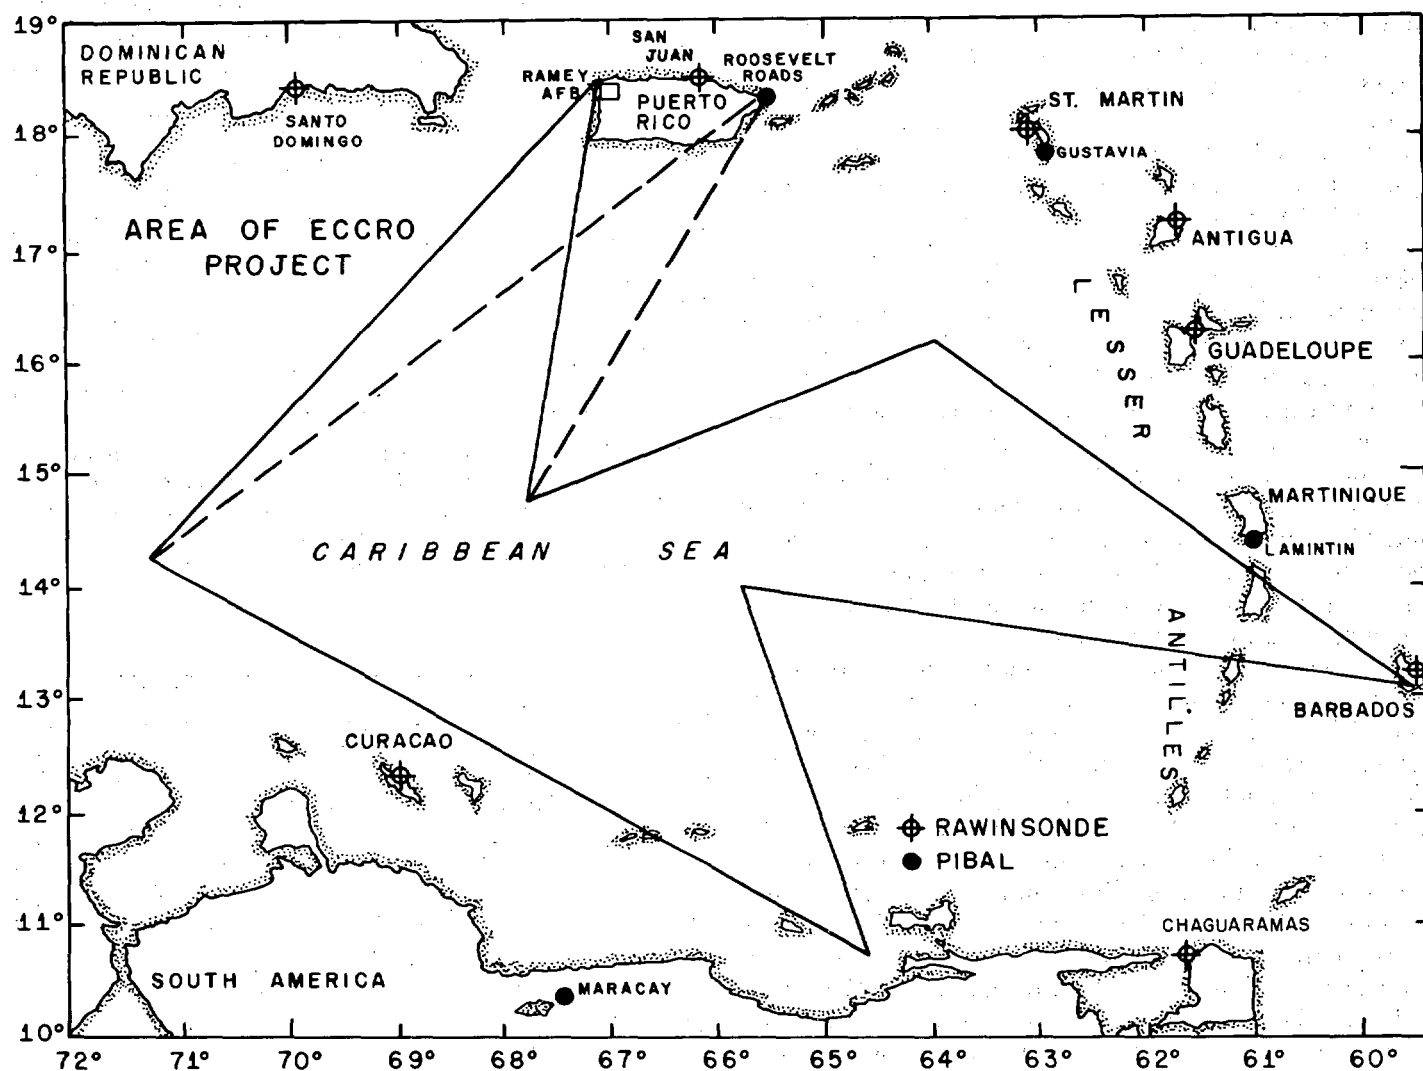 19°
DOMINICAN
REPUBLIC
SANTO
DOMINGO
SAN
JUAN
ROOSEVELT
ROADS
RAMEY
AFB
PUERTO
RICO
ST. MARTIN
GUSTAVIA
18°
AREA OF ECCRO
PROJECT
ANTIGUA
17°
LESSER
GUADELOUPE
16°
15°
MARTINIQUE
LAMINTIN
CARIBBEAN SEA
14°
ANTILLES
13°
BARBADOS
CURACAO
12°
RAWINSONDE
PIBAL
11°
CHAGUARAMAS
SOUTH AMERICA
MARACAY
10°
72° 71° 70° 69° 68° 67° 66° 65° 64° 63° 62° 61° 60°